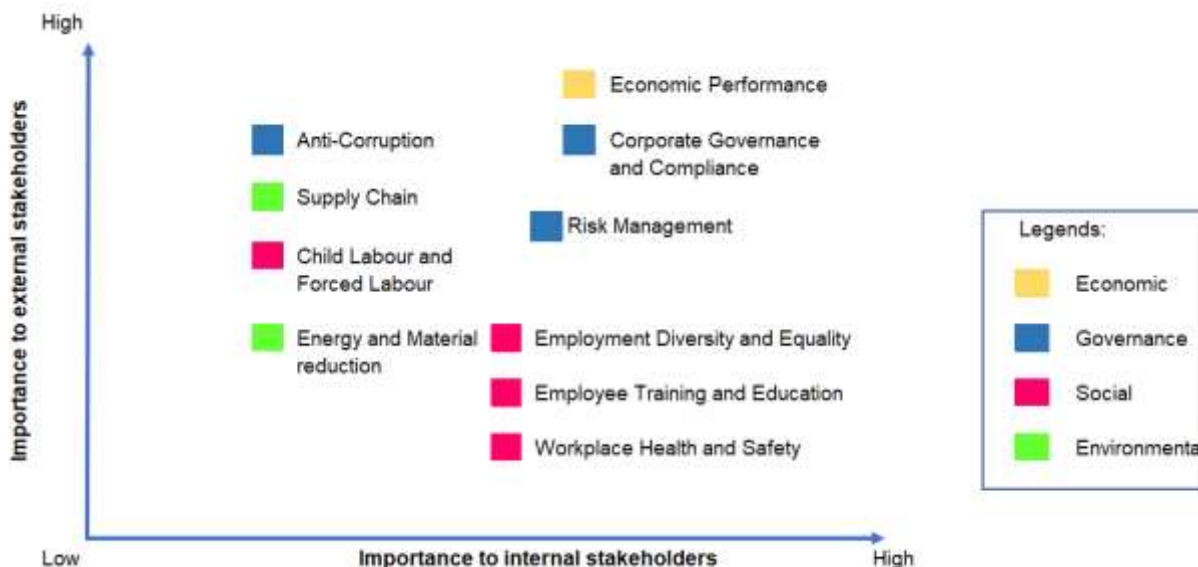 High
Importance to external stakeholders
Economic Performance
Anti-Corruption
Corporate Governance
and Compliance
Supply Chain
Risk Management
Child Labour and
Forced Labour
Energy and Material
reduction
Employment Diversity and Equality
Employee Training and Education
Workplace Health and Safety
Legends:
Economic
Governance
Social
Environmenta
Low
Importance to internal stakeholders
High